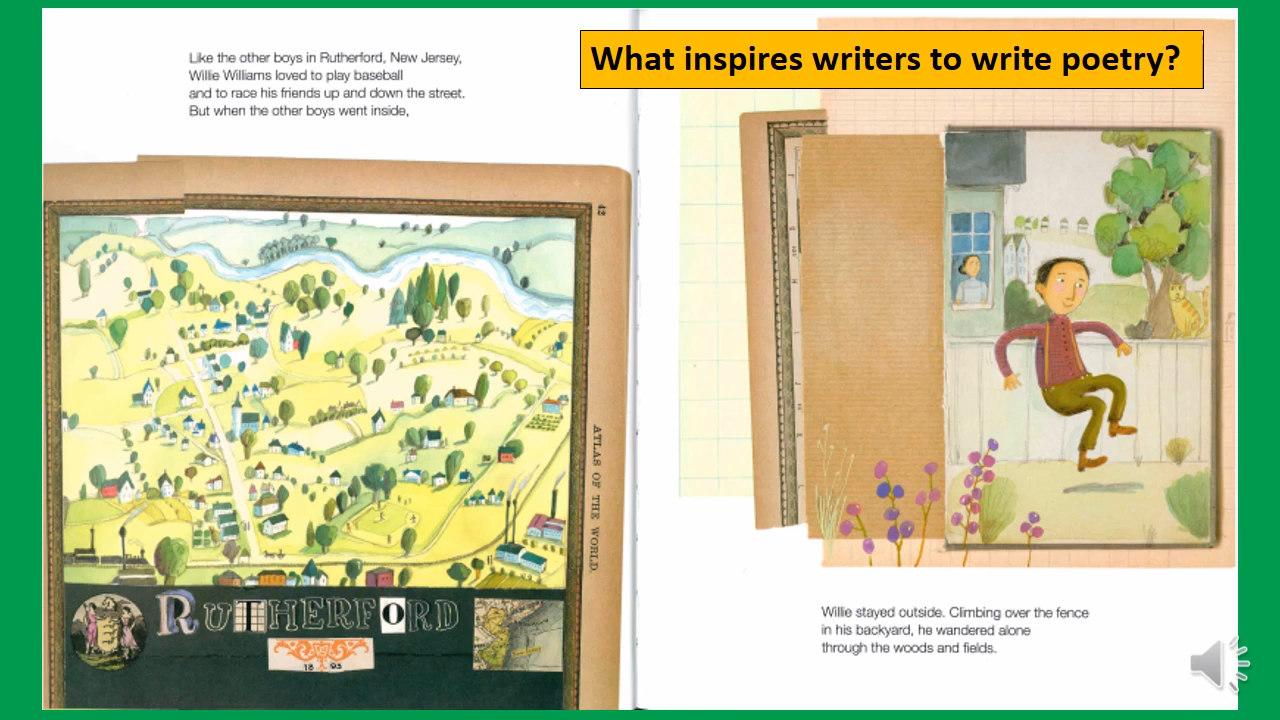 Like the other boys in Rutherford, New Jersey,
Willie Williams loved to play baseball
and to race his friends up and down the street.
But when the other boys went inside,
What inspires writers to write poetry?
42
ATLAS OF THE WORLD.
RUTHERFORD
18 95
Willie stayed outside. Climbing over the fence
in his backyard, he wandered alone
through the woods and fields.